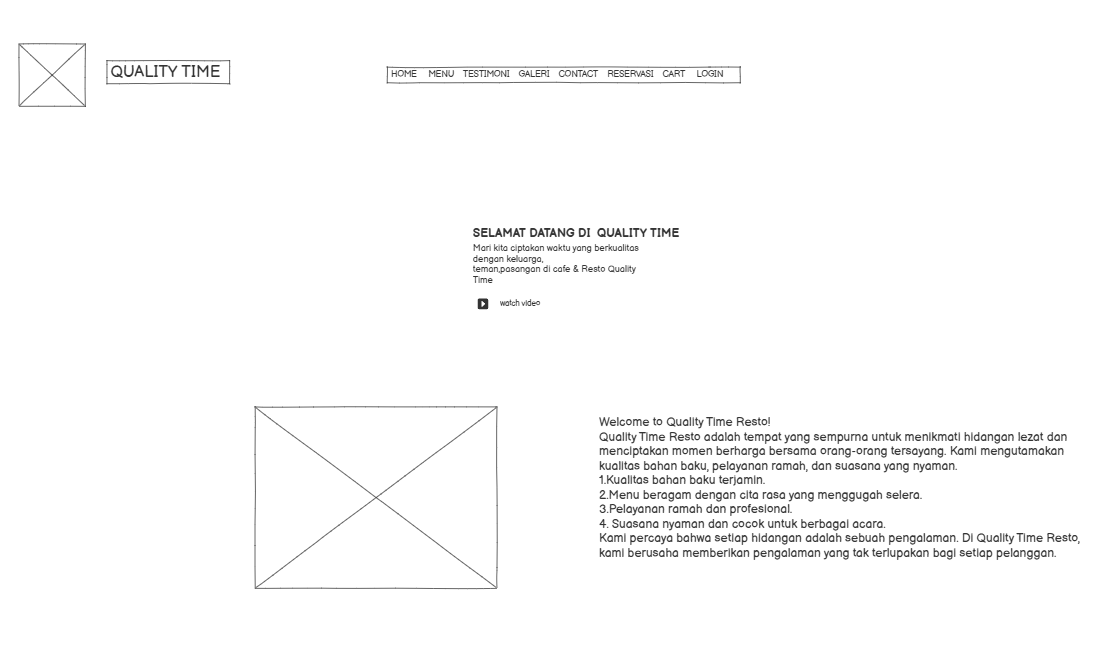 QUALITY TIME
HOME MENU TESTIMONI GALERI CONTACT RESERVASI CART LOGIN
SELAMAT DATANG DI QUALITY TIME
Mari kita ciptakan waktu yang berkualitas
dengan keluarga,
teman,pasangan di cafe & Resto Quality
Time
watch video
Welcome to Quality Time Resto!
Quality Time Resto adalah tempat yang sempurna untuk menikmati hidangan lezat dan
menciptakan momen berharga bersama orang-orang tersayang. Kami mengutamakan
kualitas bahan baku, pelayanan ramah, dan suasana yang nyaman.
1.Kualitas bahan baku terjamin.
2.Menu beragam dengan cita rasa yang menggugah selera.
3.Pelayanan ramah dan profesional.
4. Suasana nyaman dan cocok untuk berbagai acara.
Kami percaya bahwa setiap hidangan adalah sebuah pengalaman. Di Quality Time Resto,
kami berusaha memberikan pengalaman yang tak terlupakan bagi setiap pelanggan.